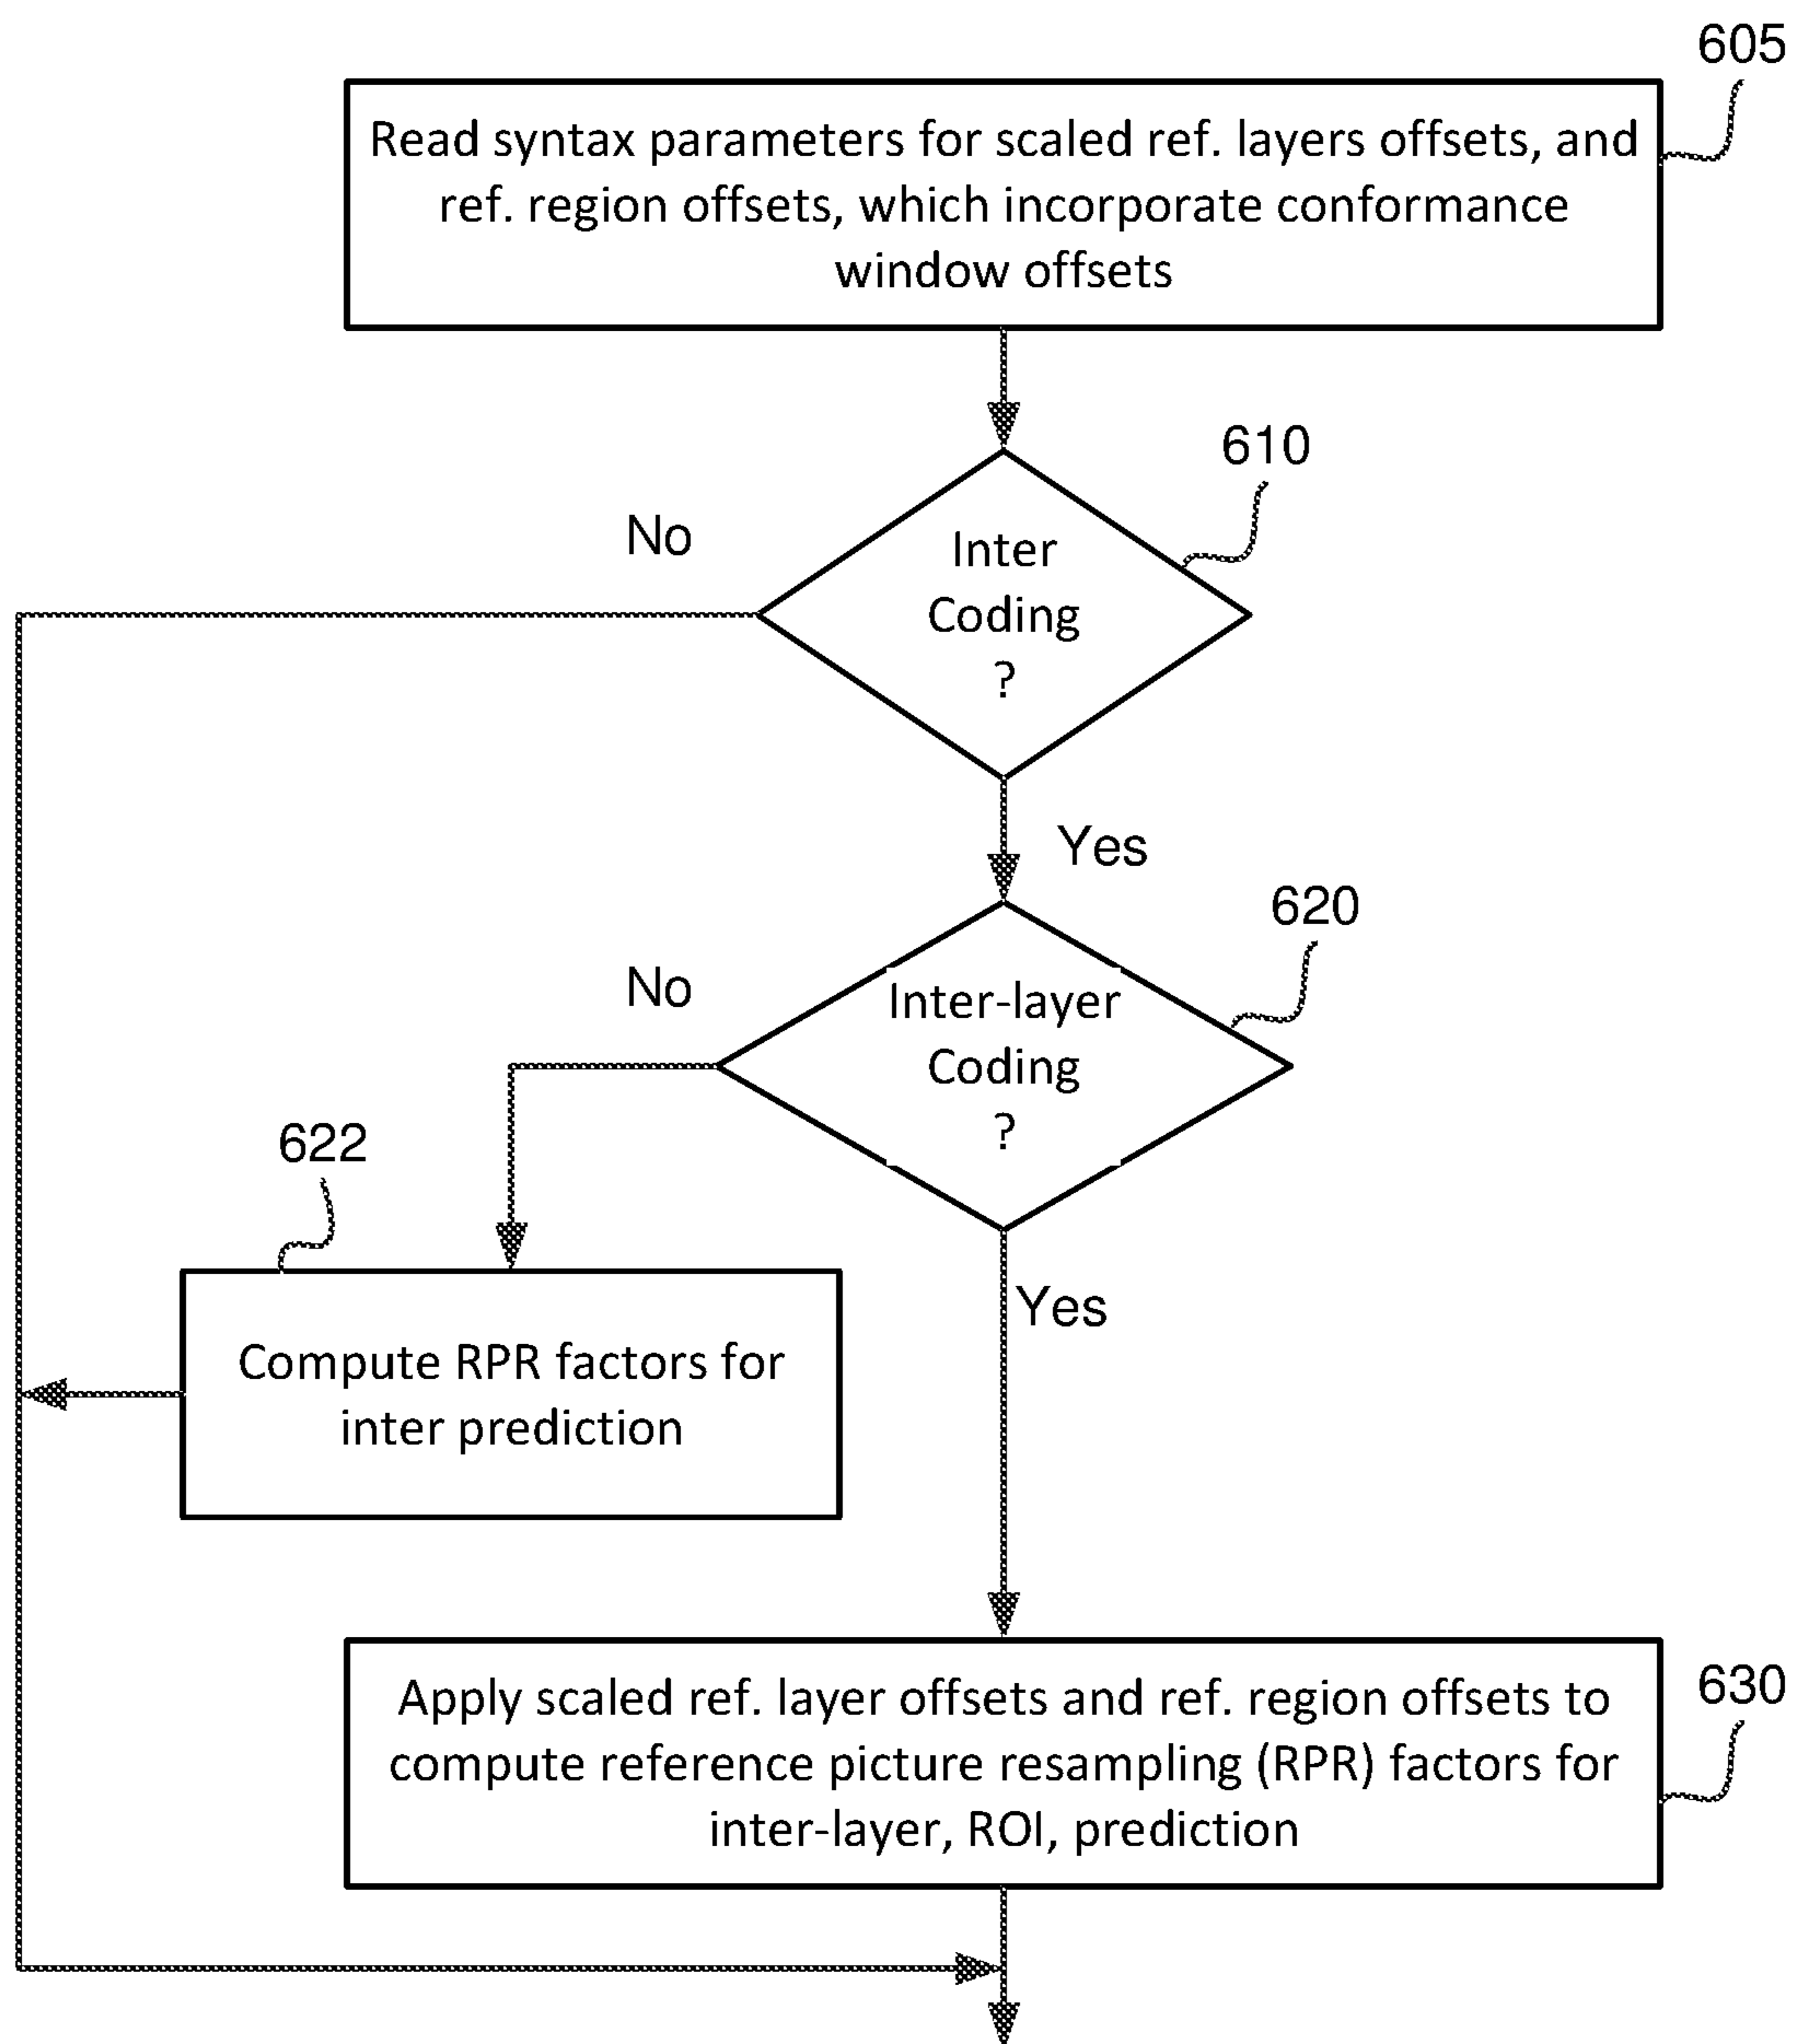 605
Read syntax parameters for scaled ref. layers offsets, and
ref. region offsets, which incorporate conformance
window offsets
610
No
Inter
Coding
?
Yes
620
No
Inter-layer
Coding
?
622
Yes
Compute RPR factors for
inter prediction
630
Apply scaled ref. layer offsets and ref. region offsets to
compute reference picture resampling (RPR) factors for
inter-layer, ROI, prediction